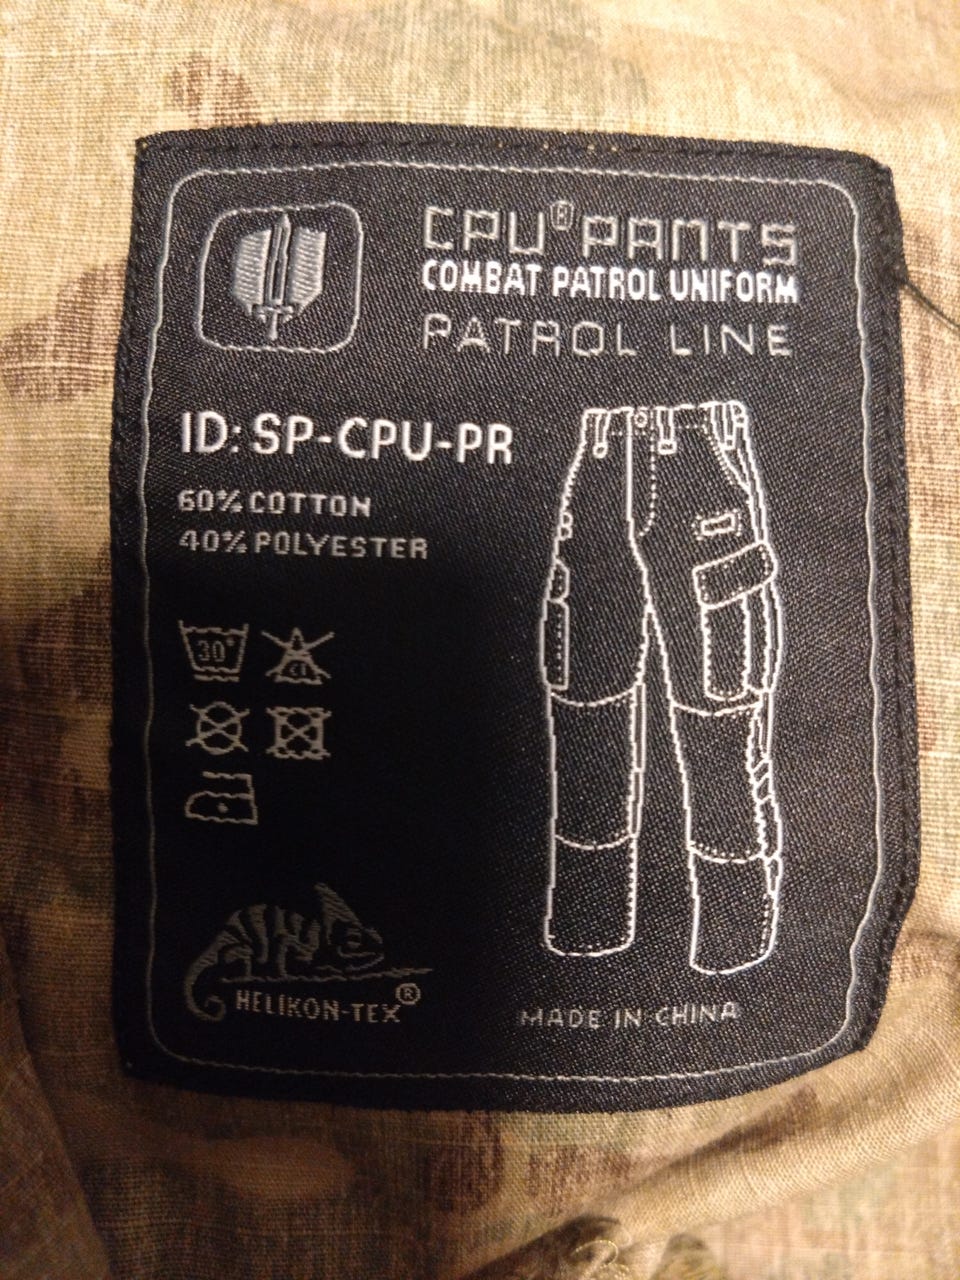 CPU® PANTS
COMBAT PATROL UNIFORM
PATROL LINE
ID: SP-CPU-PR
60% COTTON
40% POLYESTER
30°
CL
HELIKON-TEX®
MADE IN CHINA